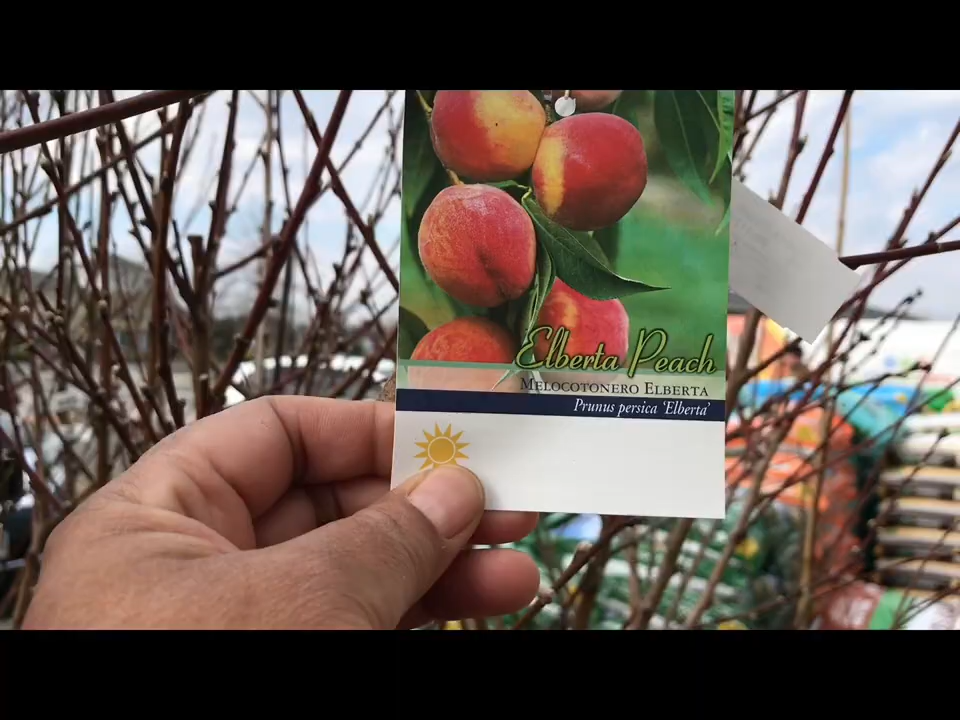 Elberta Peach
MELOCOTONERO ELBERTA
Prunus persica 'Elberta'